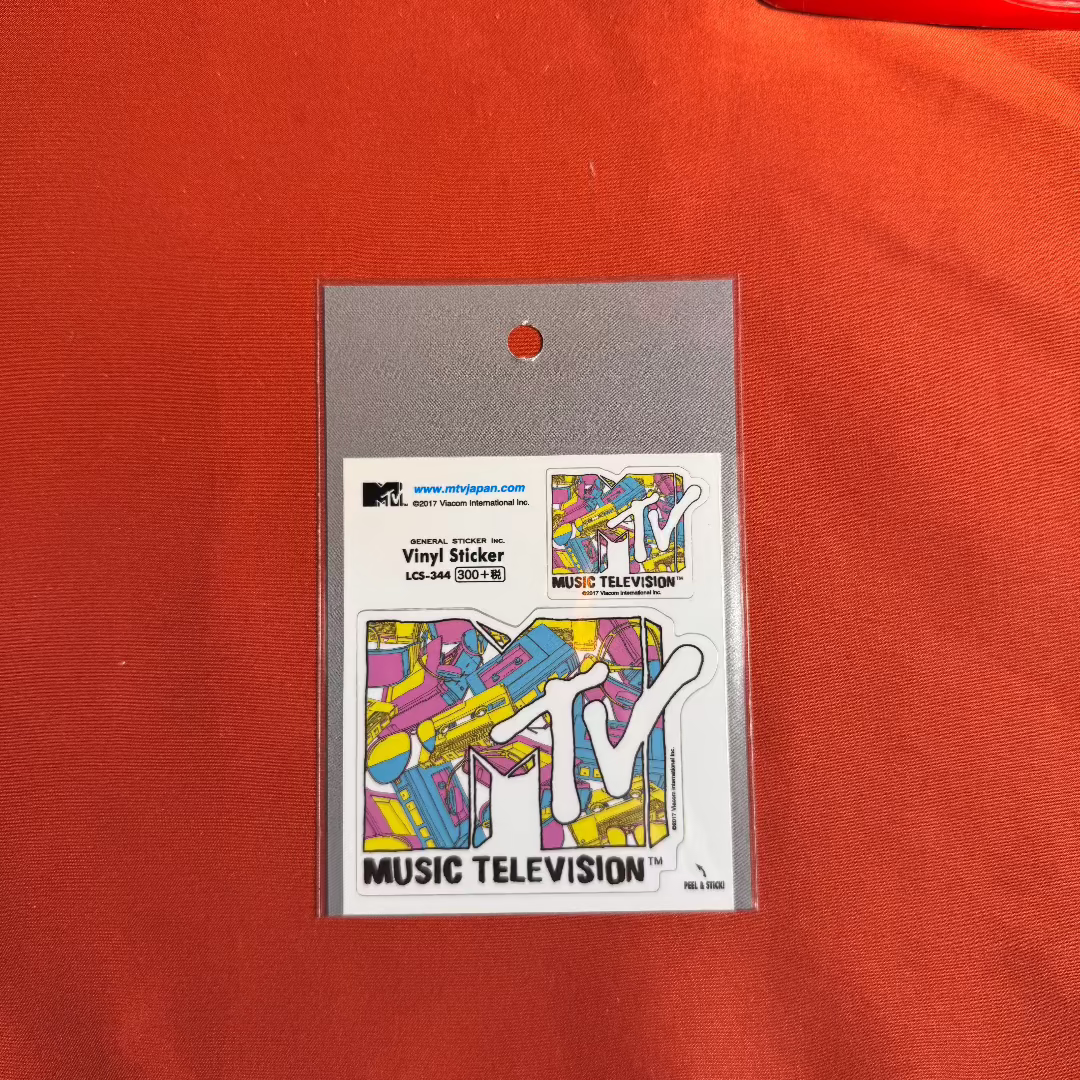 MTV
www.mtvjapan.com
©2017 Viacom International Inc.
GENERAL STICKER INC.
Vinyl Sticker
LCS-344 300+税
MTV
MUSIC TELEVISION™
©2017 Viacom International Inc.
MTV
©2017 Viacom International Inc.
MUSIC TELEVISION™
PEEL & STICK!